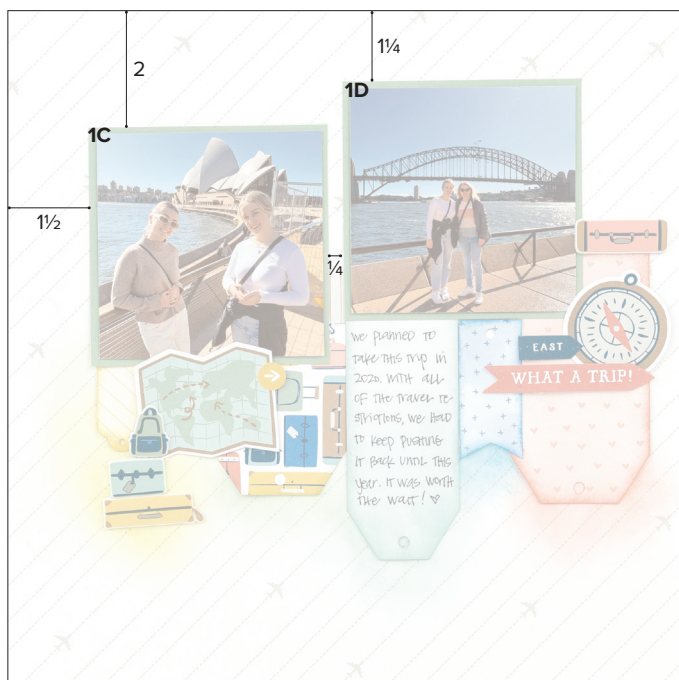 2
1¼
1C
1D
1½
¼
We planned to
take this trip in
2020. With all
of the travel re-
strictions, we had
to keep pushing
it back until this
year. It was worth
the wait! ♡
EAST
WHAT A TRIP!